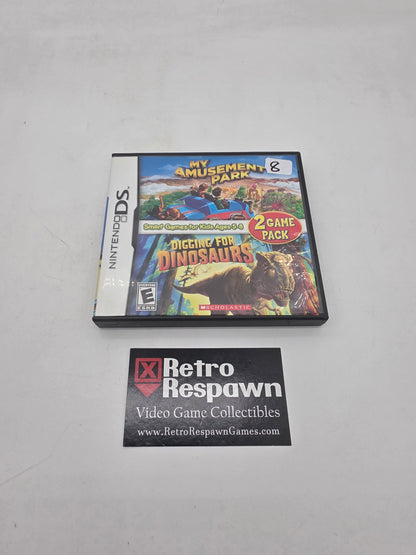 NINTENDO DS
MY
AMUSEMENT
PARK
8
Smart Games for Kids Ages 5-8
2 GAME
PACK
DIGGING FOR
DINOSAURS
EVERYONE
E
ESRB
SCHOLASTIC
Retro
Respawn
Video Game Collectibles
www.RetroRespawnGames.com